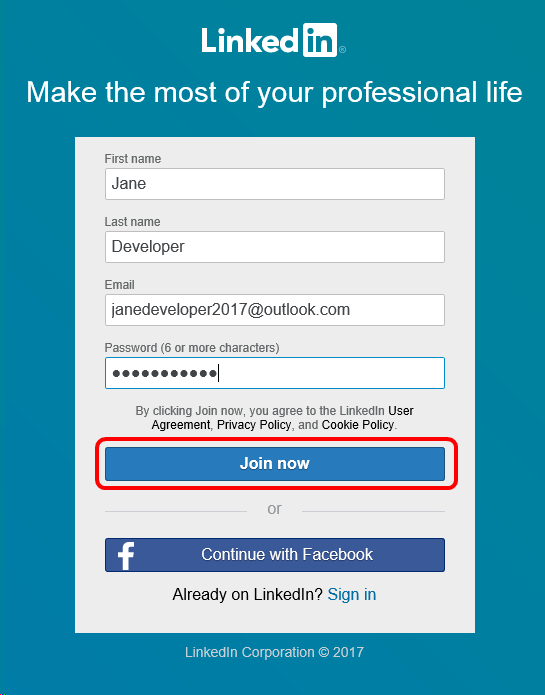 LinkedIn®
Make the most of your professional life
First name
Jane
Last name
Developer
Email
janedeveloper2017@outlook.com
Password (6 or more characters)
●●●●●●●●●●●
By clicking Join now, you agree to the LinkedIn User
Agreement, Privacy Policy, and Cookie Policy.
Join now
or
f Continue with Facebook
Already on LinkedIn? Sign in
LinkedIn Corporation © 2017